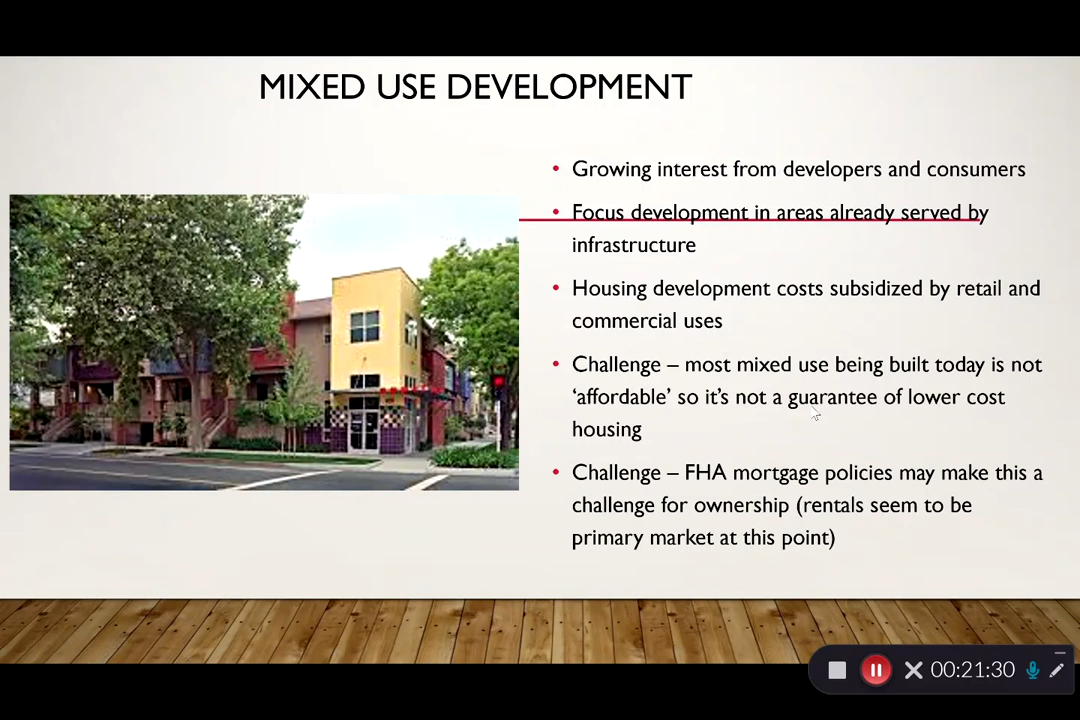 MIXED USE DEVELOPMENT
• Growing interest from developers and consumers
• Focus development in areas already served by
infrastructure
• Housing development costs subsidized by retail and
commercial uses
• Challenge – most mixed use being built today is not
‘affordable’ so it’s not a guarantee of lower cost
housing
• Challenge – FHA mortgage policies may make this a
challenge for ownership (rentals seem to be
primary market at this point)
00:21:30